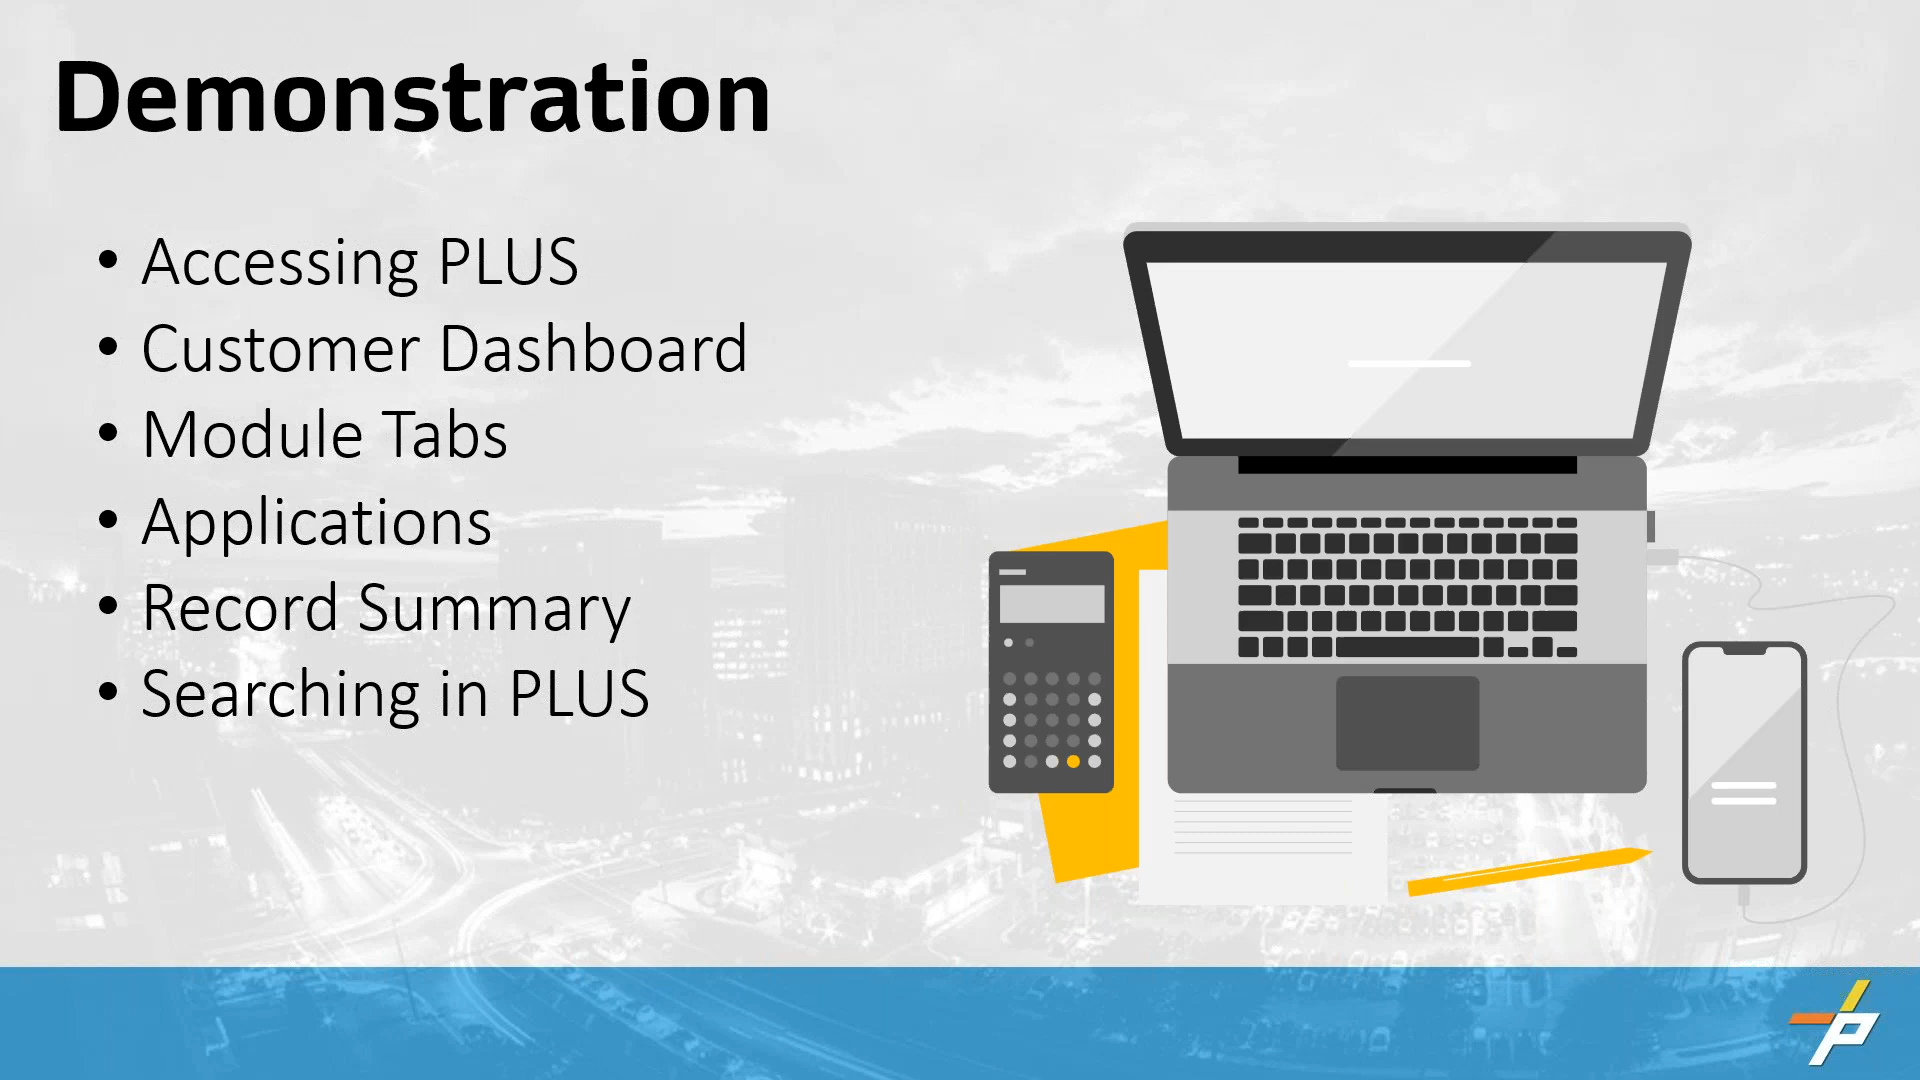 Demonstration
• Accessing PLUS
• Customer Dashboard
• Module Tabs
• Applications
• Record Summary
• Searching in PLUS
P